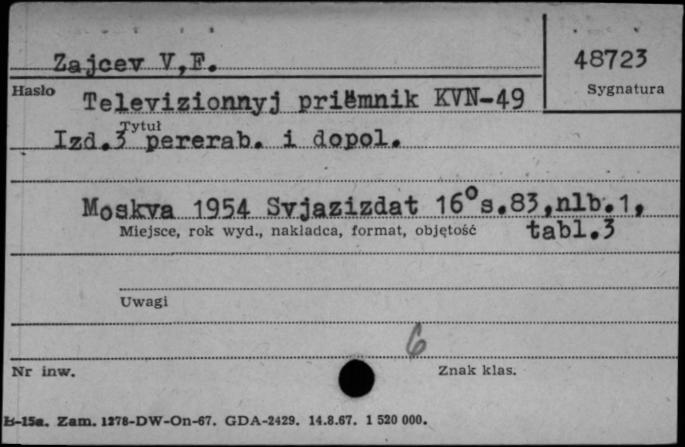 Zajcev V,F.
48723
Hasło
Sygnatura
Televizionnyj priëmnik KVN-49
Tytuł
Izd.3 pererab. i dopol.
Moskva 1954 Svjazizdat 16° s.83,nlb.1,
Miejsce, rok wyd., nakładca, format, objętość
tabl.3
Uwagi
6
Nr inw.
Znak klas.
B-15a. Zam. 1278-DW-On-67. GDA-2429. 14.8.67. 1 520 000.